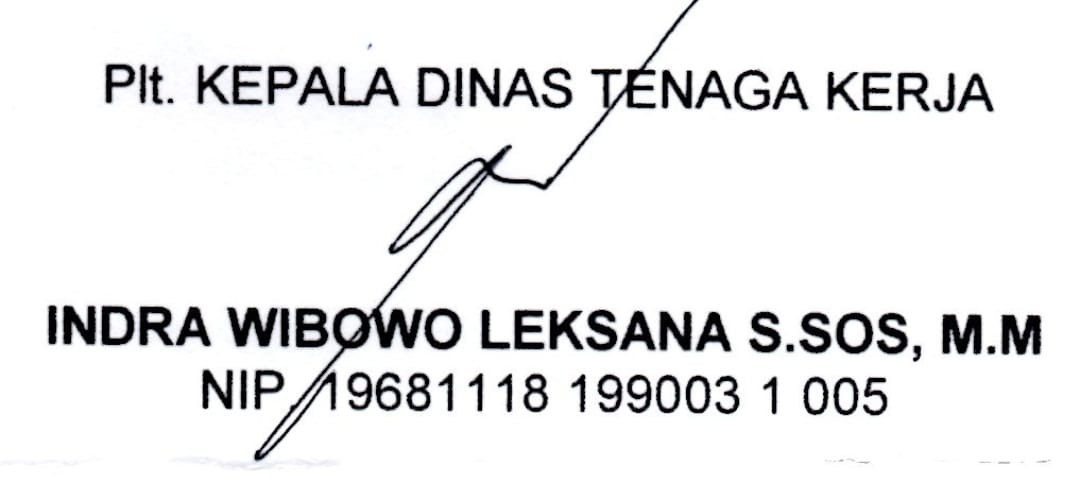 Plt. KEPALA DINAS TENAGA KERJA
INDRA WIBOWO LEKSANA S.SOS, M.M
NIP. 19681118 199003 1 005